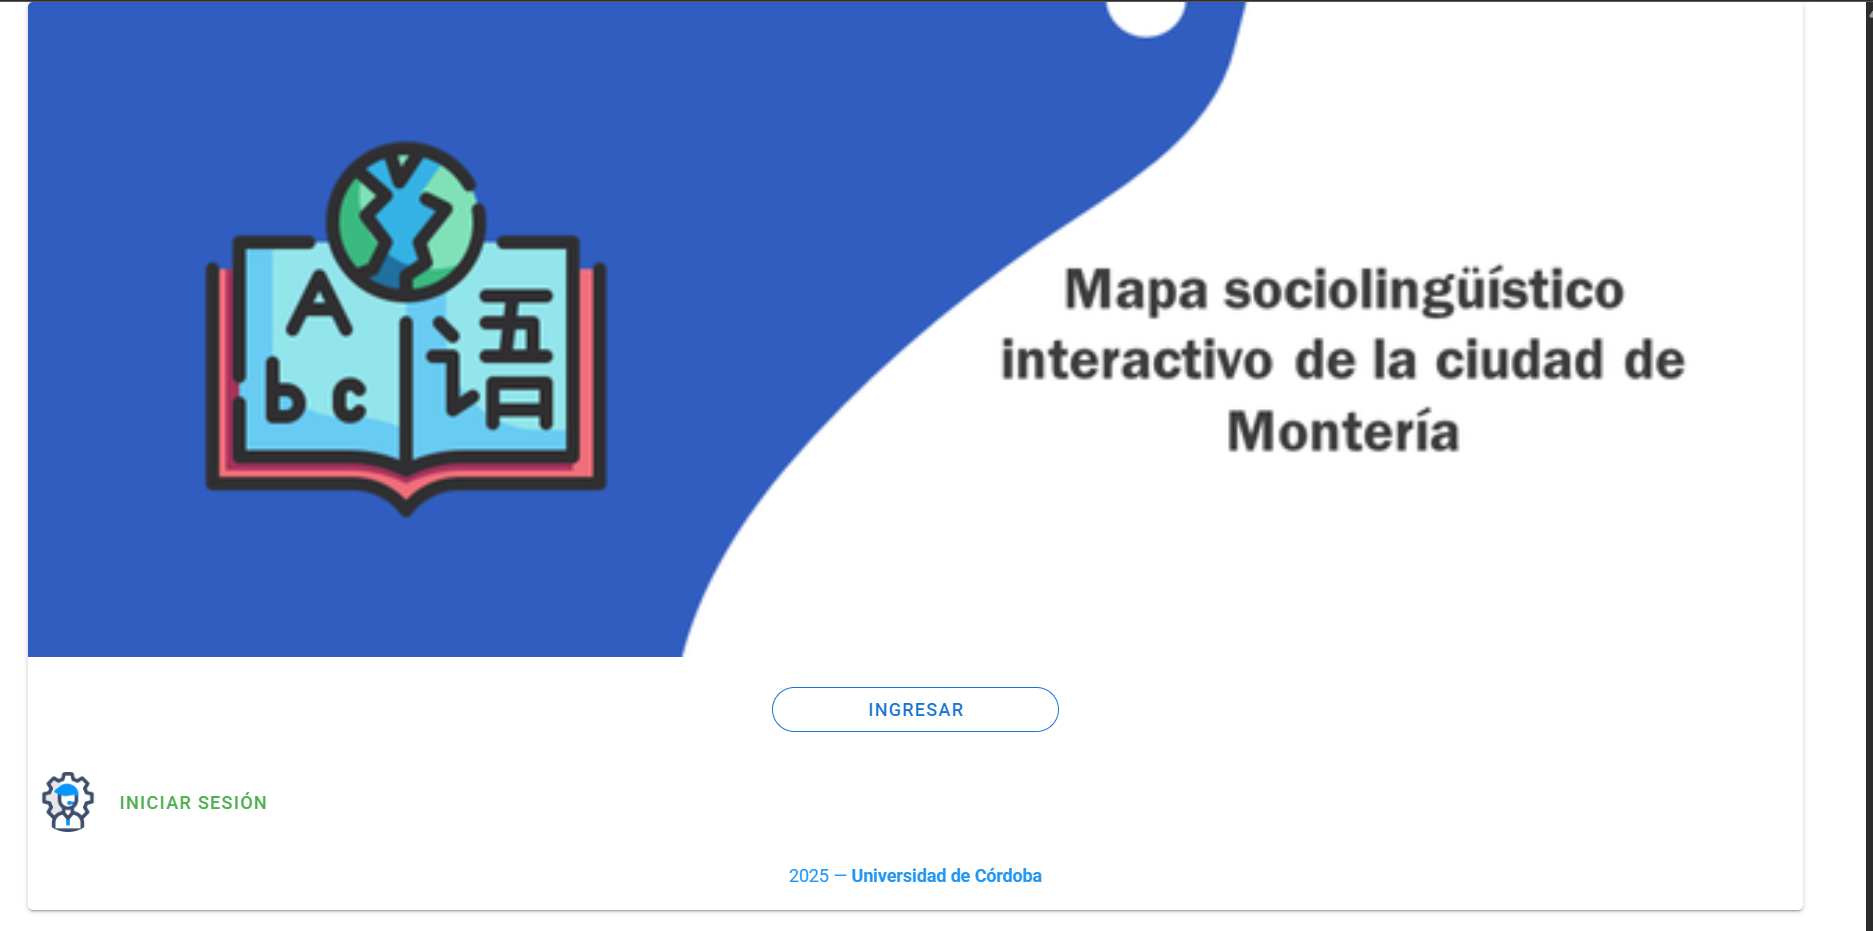 A
b c
语
Mapa sociolingüístico
interactivo de la ciudad de
Montería
INGRESAR
INICIAR SESIÓN
2025 — Universidad de Córdoba